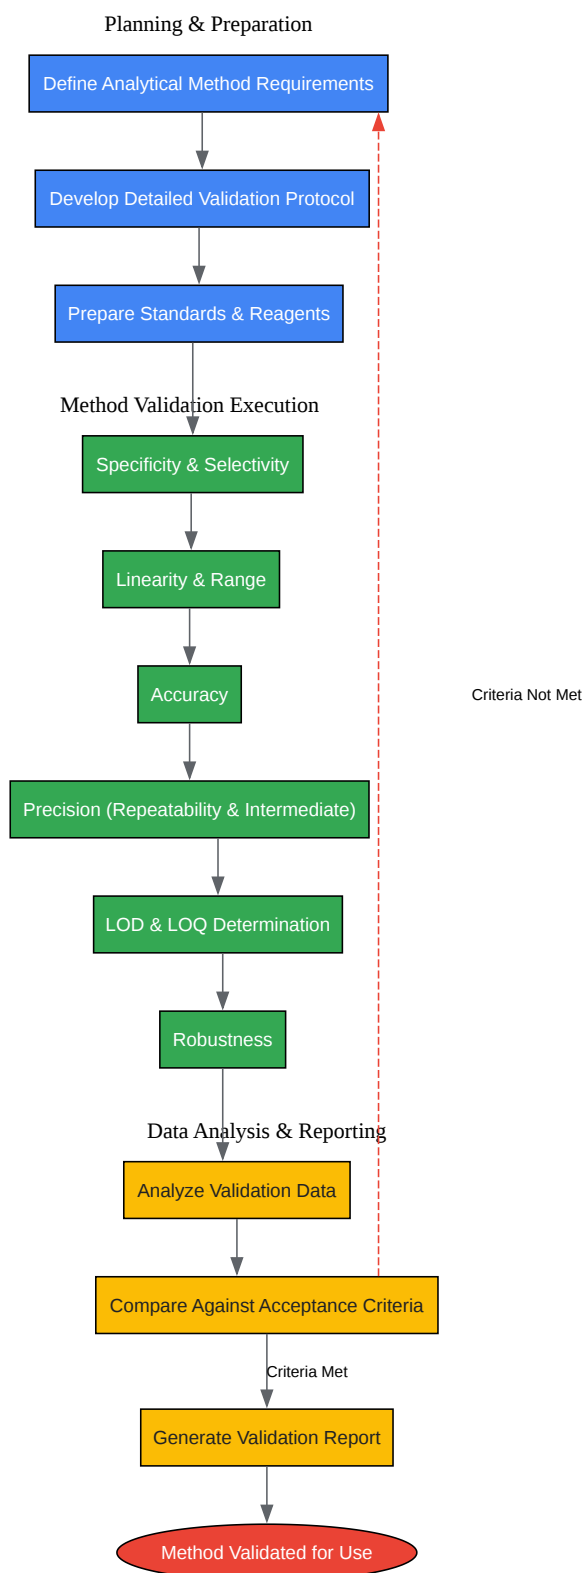 Planning & Preparation
Define Analytical Method Requirements
Develop Detailed Validation Protocol
Prepare Standards & Reagents
Method Validation Execution
Specificity & Selectivity
Linearity & Range
Accuracy
Criteria Not Met
Precision (Repeatability & Intermediate)
LOD & LOQ Determination
Robustness
Data Analysis & Reporting
Analyze Validation Data
Compare Against Acceptance Criteria
Criteria Met
Generate Validation Report
Method Validated for Use